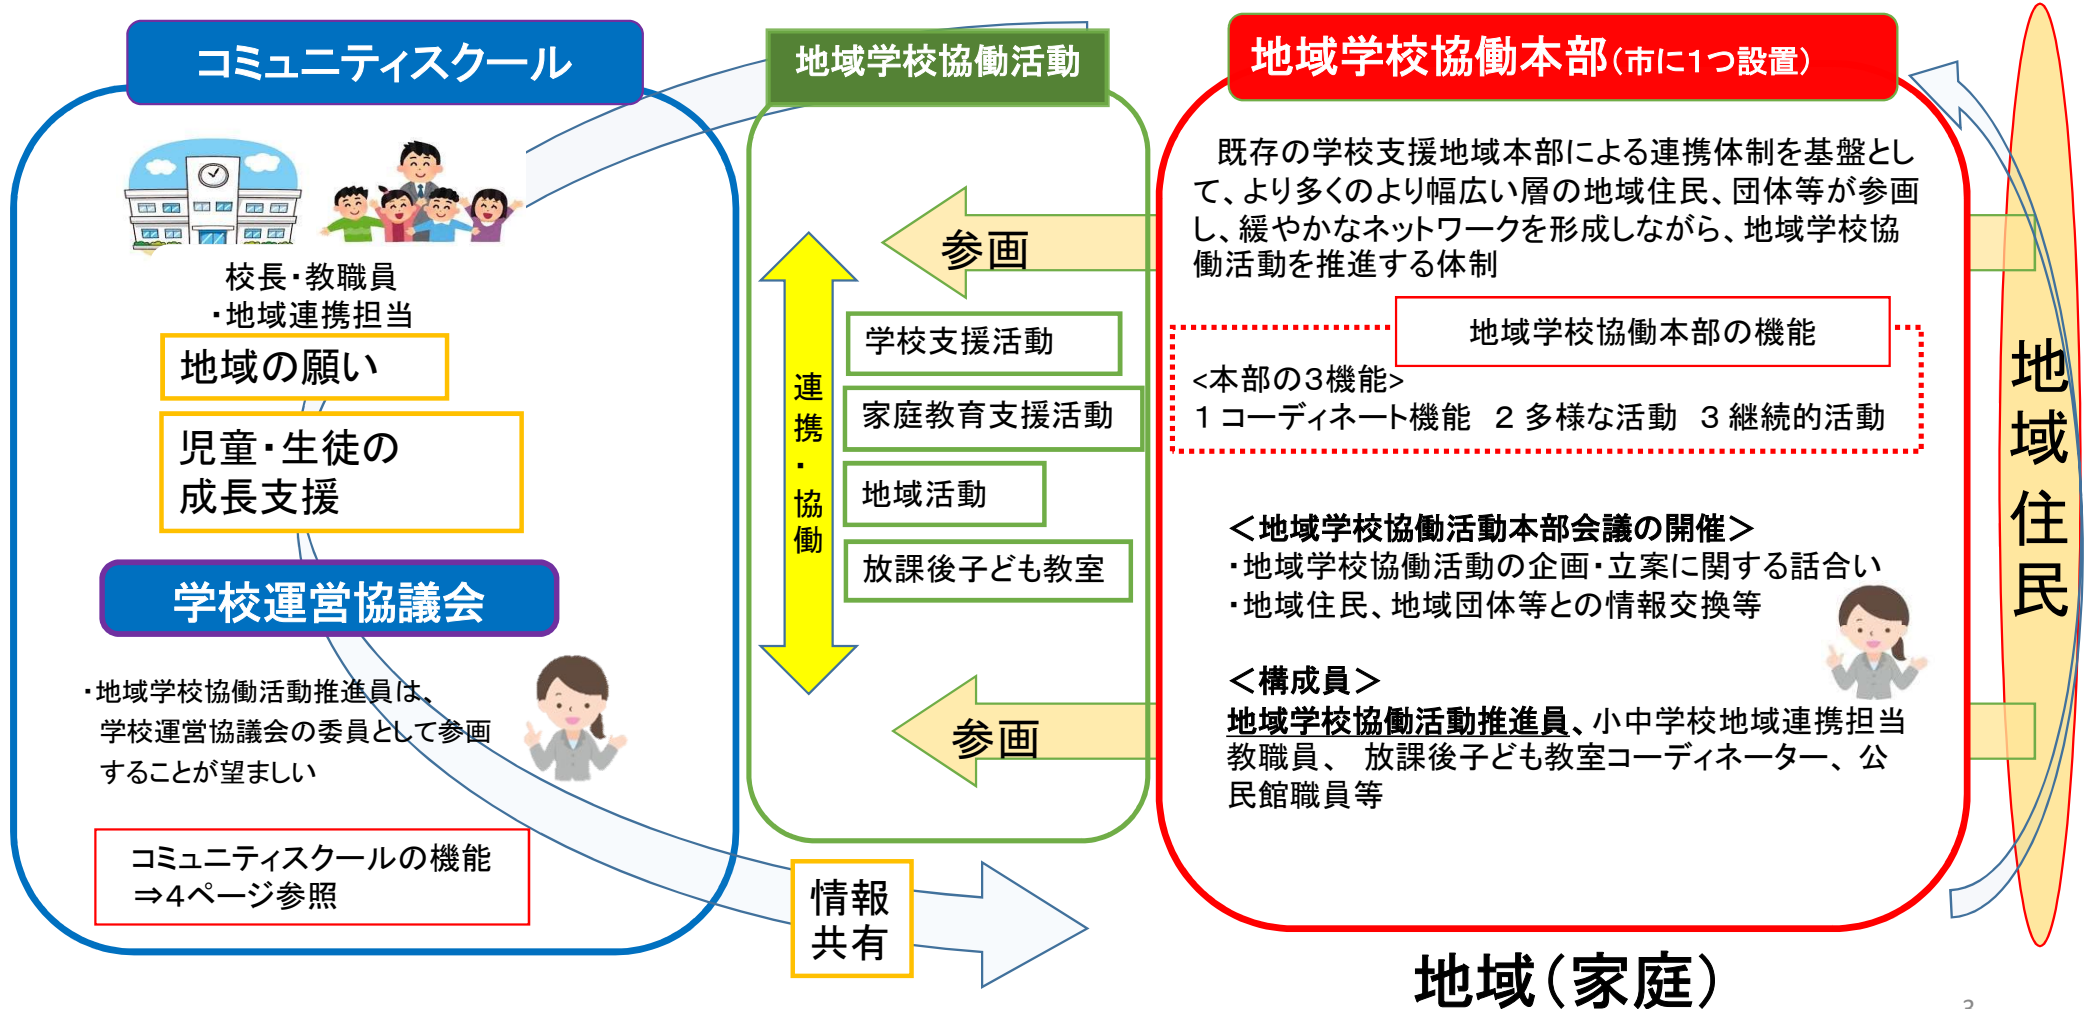 コミュニティスクール
校長・教職員
・地域連携担当
地域の願い
児童・生徒の
成長支援
学校運営協議会
・地域学校協働活動推進員は、
学校運営協議会の委員として参画
することが望ましい
コミュニティスクールの機能
⇒4ページ参照
地域学校協働活動
参画
連携・協働
学校支援活動
家庭教育支援活動
地域活動
放課後子ども教室
参画
情報
共有
地域学校協働本部(市に1つ設置)
既存の学校支援地域本部による連携体制を基盤とし
て、より多くのより幅広い層の地域住民、団体等が参画
し、緩やかなネットワークを形成しながら、地域学校協
働活動を推進する体制
地域学校協働本部の機能
<本部の3機能>
1 コーディネート機能 2 多様な活動 3 継続的活動
＜地域学校協働活動本部会議の開催＞
・地域学校協働活動の企画・立案に関する話合い
・地域住民、地域団体等との情報交換等
＜構成員＞
地域学校協働活動推進員、小中学校地域連携担当
教職員、 放課後子ども教室コーディネーター、公
民館職員等
地域住民
地域(家庭)
3